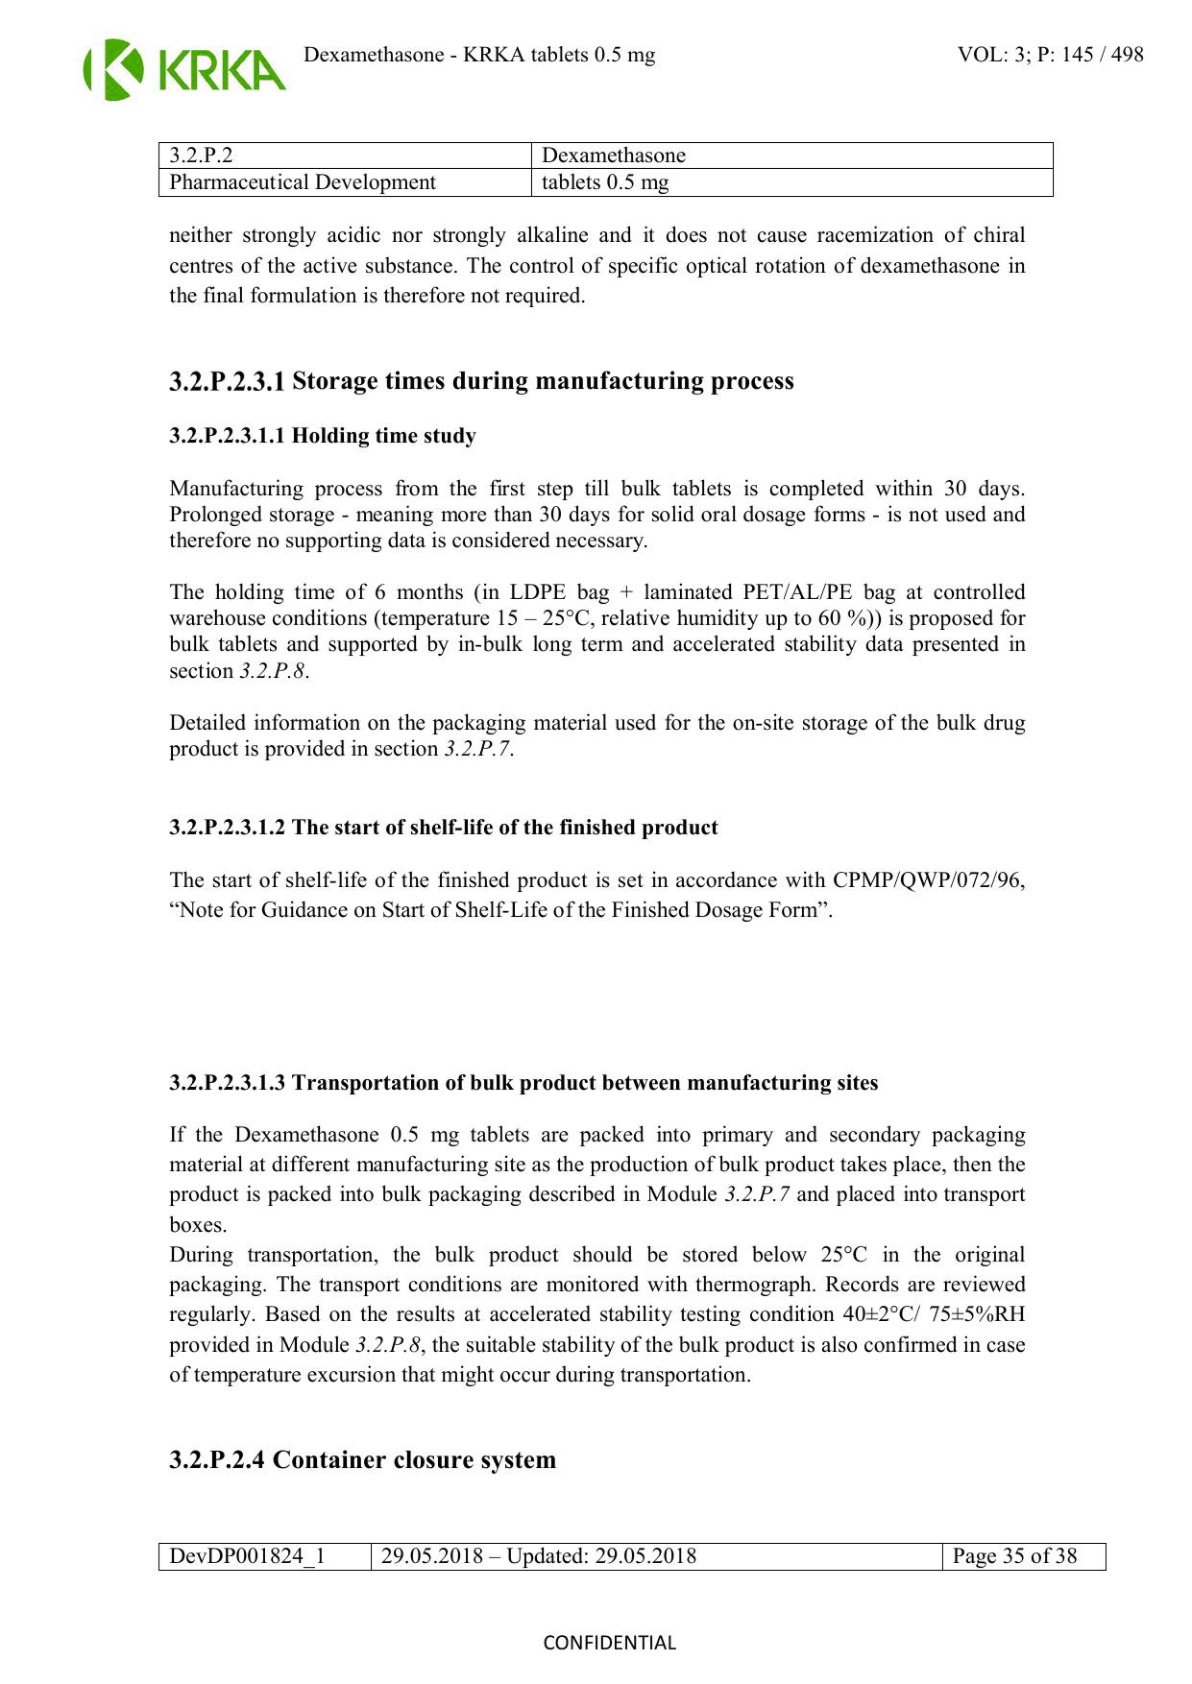 KRKA
Dexamethasone - KRKA tablets 0.5 mg
VOL: 3; P: 145 / 498
3.2.P.2
Dexamethasone
Pharmaceutical Development
tablets 0.5 mg
neither strongly acidic nor strongly alkaline and it does not cause racemization of chiral
centres of the active substance. The control of specific optical rotation of dexamethasone in
the final formulation is therefore not required.
3.2.P.2.3.1 Storage times during manufacturing process
3.2.P.2.3.1.1 Holding time study
Manufacturing process from the first step till bulk tablets is completed within 30 days.
Prolonged storage - meaning more than 30 days for solid oral dosage forms - is not used and
therefore no supporting data is considered necessary.
The holding time of 6 months (in LDPE bag + laminated PET/AL/PE bag at controlled
warehouse conditions (temperature 15 – 25°C, relative humidity up to 60 %)) is proposed for
bulk tablets and supported by in-bulk long term and accelerated stability data presented in
section 3.2.P.8.
Detailed information on the packaging material used for the on-site storage of the bulk drug
product is provided in section 3.2.P.7.
3.2.P.2.3.1.2 The start of shelf-life of the finished product
The start of shelf-life of the finished product is set in accordance with CPMP/QWP/072/96,
“Note for Guidance on Start of Shelf-Life of the Finished Dosage Form”.
3.2.P.2.3.1.3 Transportation of bulk product between manufacturing sites
If the Dexamethasone 0.5 mg tablets are packed into primary and secondary packaging
material at different manufacturing site as the production of bulk product takes place, then the
product is packed into bulk packaging described in Module 3.2.P.7 and placed into transport
boxes.
During transportation, the bulk product should be stored below 25°C in the original
packaging. The transport conditions are monitored with thermograph. Records are reviewed
regularly. Based on the results at accelerated stability testing condition 40±2°C/ 75±5%RH
provided in Module 3.2.P.8, the suitable stability of the bulk product is also confirmed in case
of temperature excursion that might occur during transportation.
3.2.P.2.4 Container closure system
DevDP001824_1
29.05.2018 – Updated: 29.05.2018
Page 35 of 38
CONFIDENTIAL